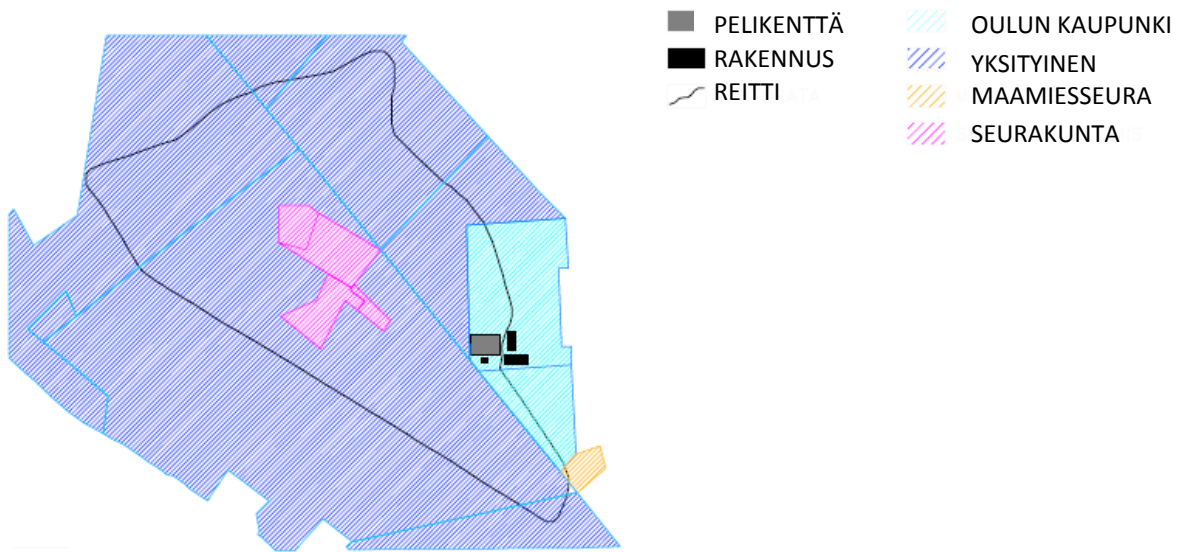 PELIKENTTÄ
RAKENNUS
REITTI
OULUN KAUPUNKI
YKSITYINEN
MAAMIESSEURA
SEURAKUNTA